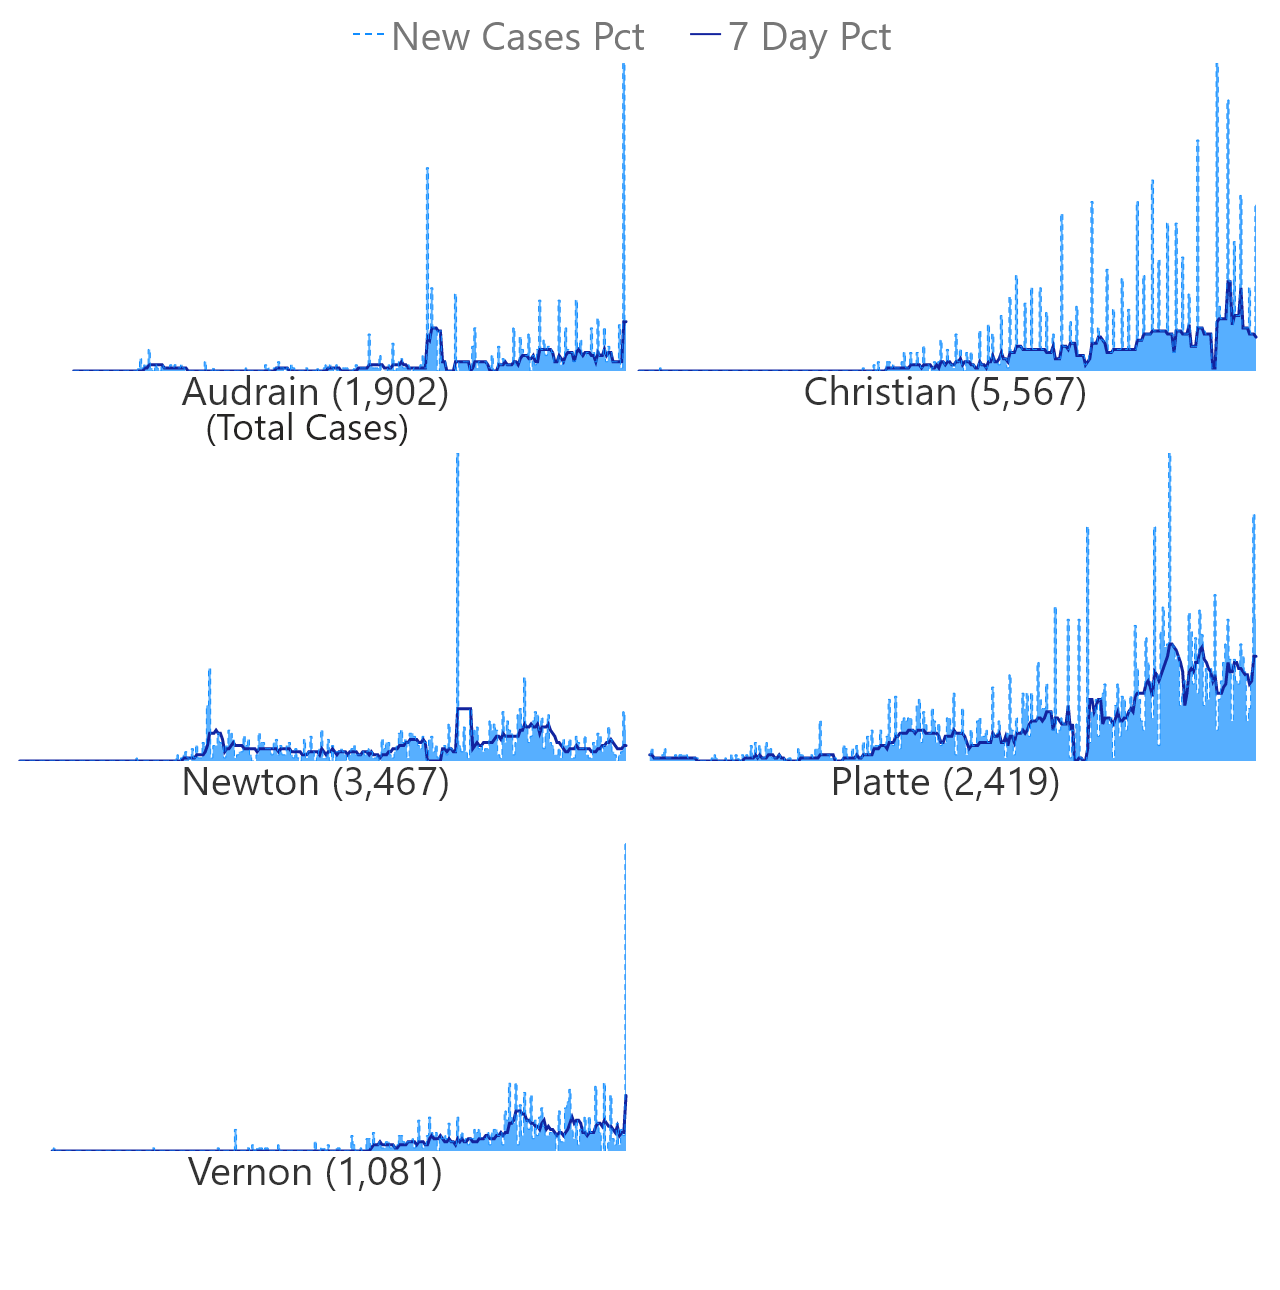 New Cases Pct 7 Day Pct
Audrain (1,902) Christian (5,567)
(Total Cases)
Newton (3,467) Platte (2,419)
Vernon (1,081)